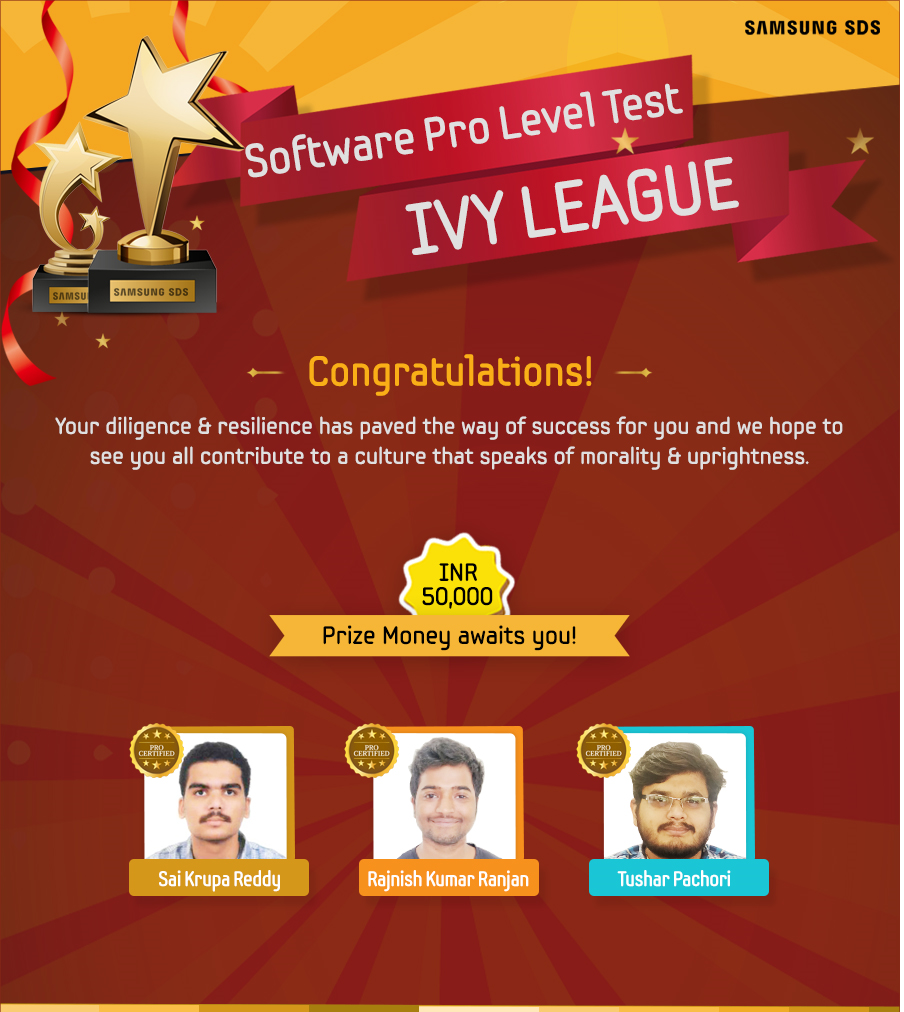 SAMSUNG SDS
Software Pro Level Test
IVY LEAGUE
SAMSU
SAMSUNG SDS
Congratulations!
Your diligence & resilience has paved the way of success for you and we hope to
see you all contribute to a culture that speaks of morality & uprightness.
INR
50,000
Prize Money awaits you!
PRO
CERTIFIED
PRO
CERTIFIED
PRO
CERTIFIED
Sai Krupa Reddy
Rajnish Kumar Ranjan
Tushar Pachori